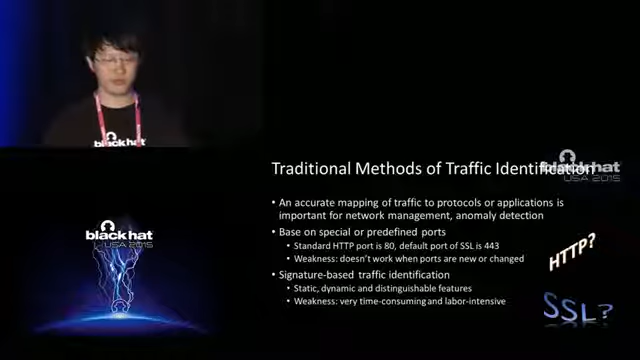 black hat
Traditional Methods of Traffic Identification
black hat
USA 2015
• An accurate mapping of traffic to protocols or applications is
important for network management, anomaly detection
• Base on special or predefined ports
• Standard HTTP port is 80, default port of SSL is 443
• Weakness: doesn't work when ports are new or changed
• Signature-based traffic identification
• Static, dynamic and distinguishable features
• Weakness: very time-consuming and labor-intensive
HTTP?
SSL?
black hat
USA 2015